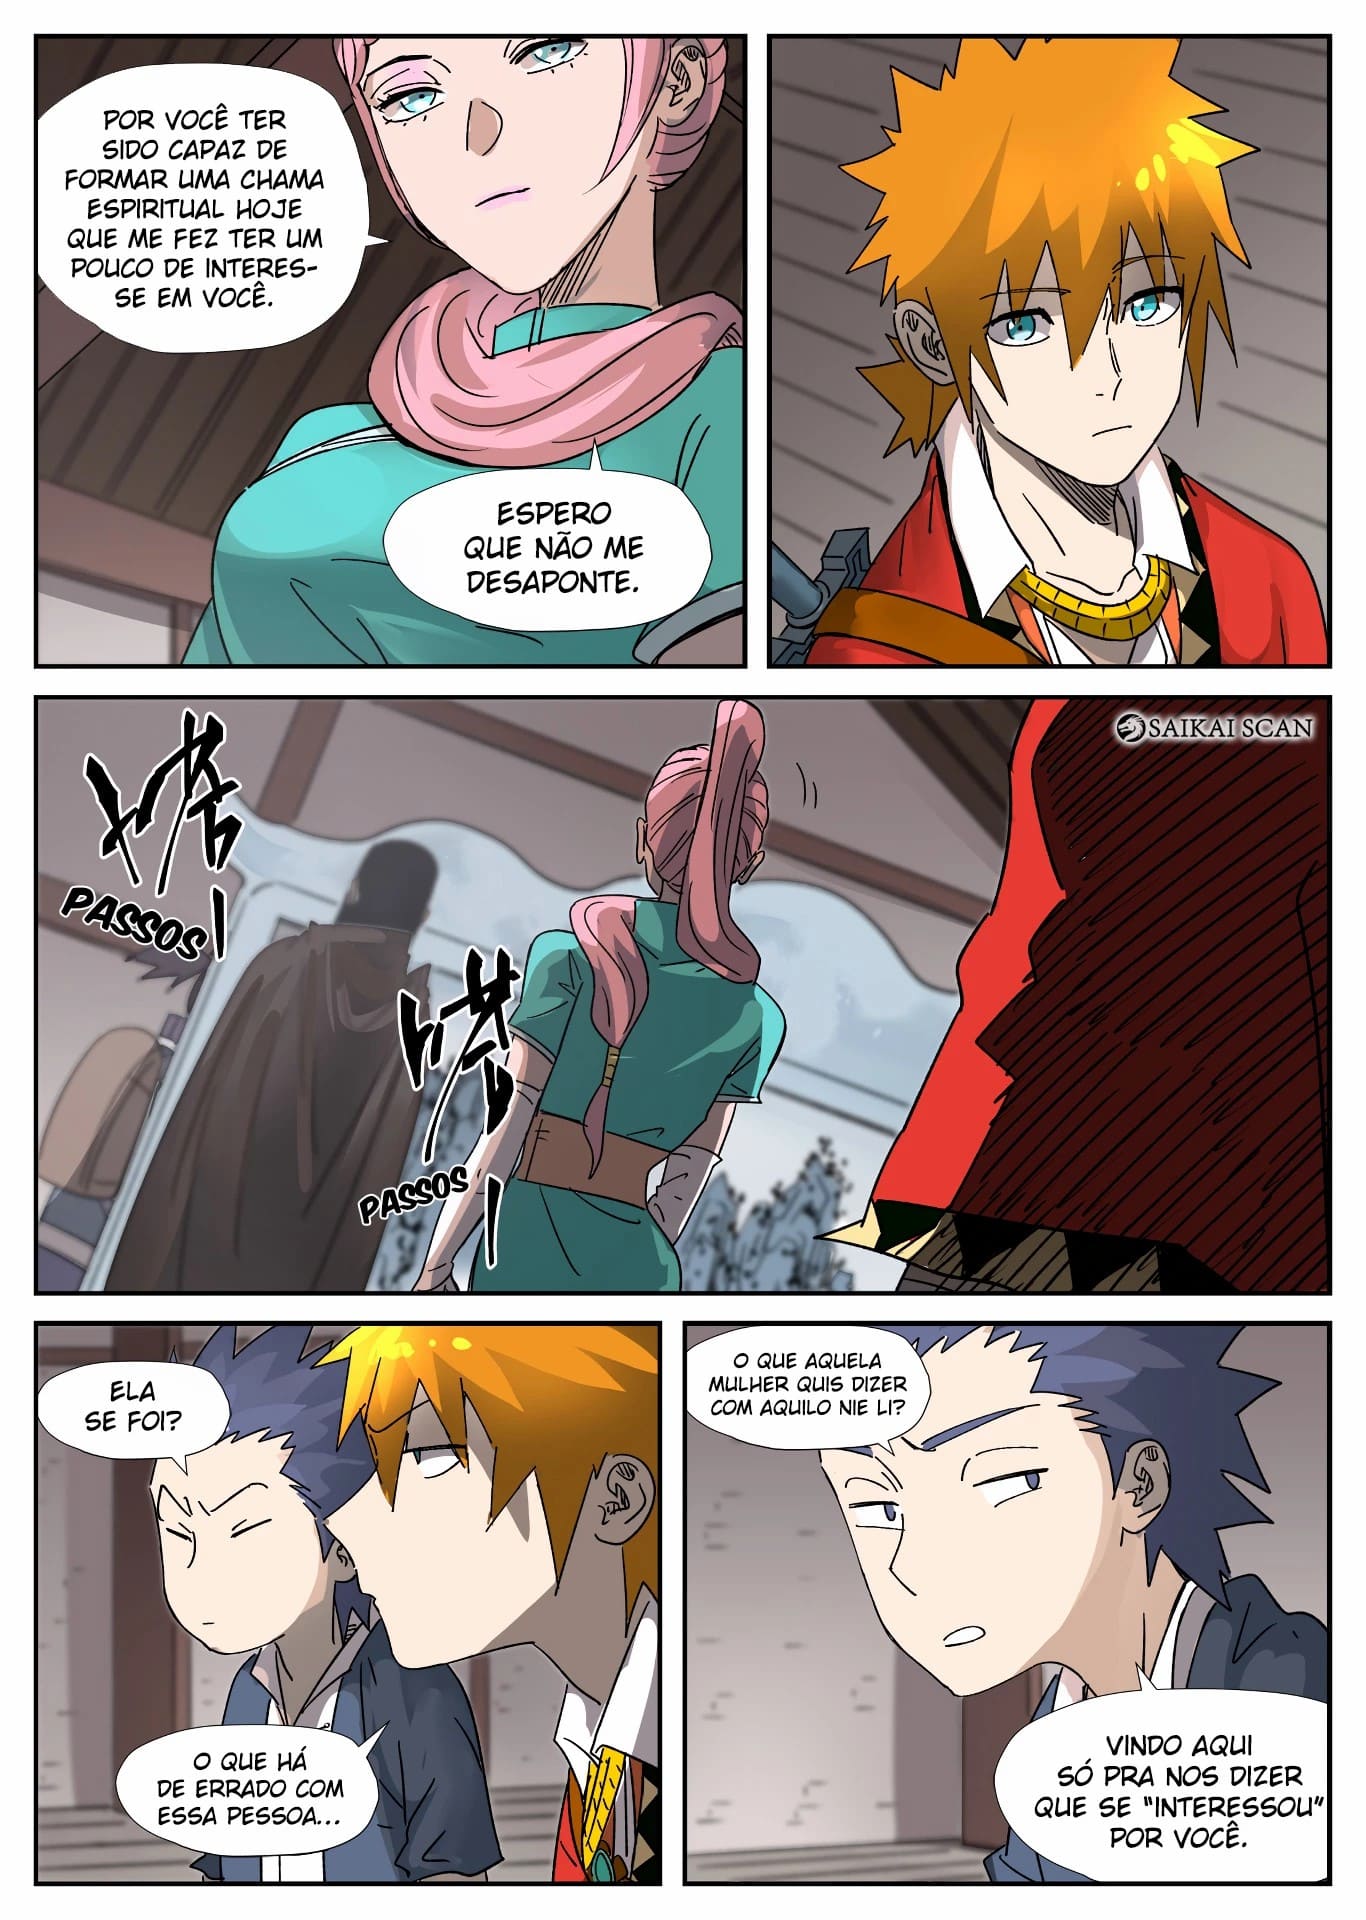 POR VOCÊ TER
SIDO CAPAZ DE
FORMAR UMA CHAMA
ESPIRITUAL HOJE
QUE ME FEZ TER UM
POUCO DE INTERES-
SE EM VOCÊ.
ESPERO
QUE NÃO ME
DESAPONTE.
SAIKAI SCAN
PASSOS
PASSOS
ELA
SE FOI?
O QUE HÁ
DE ERRADO COM
ESSA PESSOA...
O QUE AQUELA
MULHER QUIS DIZER
COM AQUILO NIE LI?
VINDO AQUI
SÓ PRA NOS DIZER
QUE SE "INTERESSOU"
POR VOCÊ.